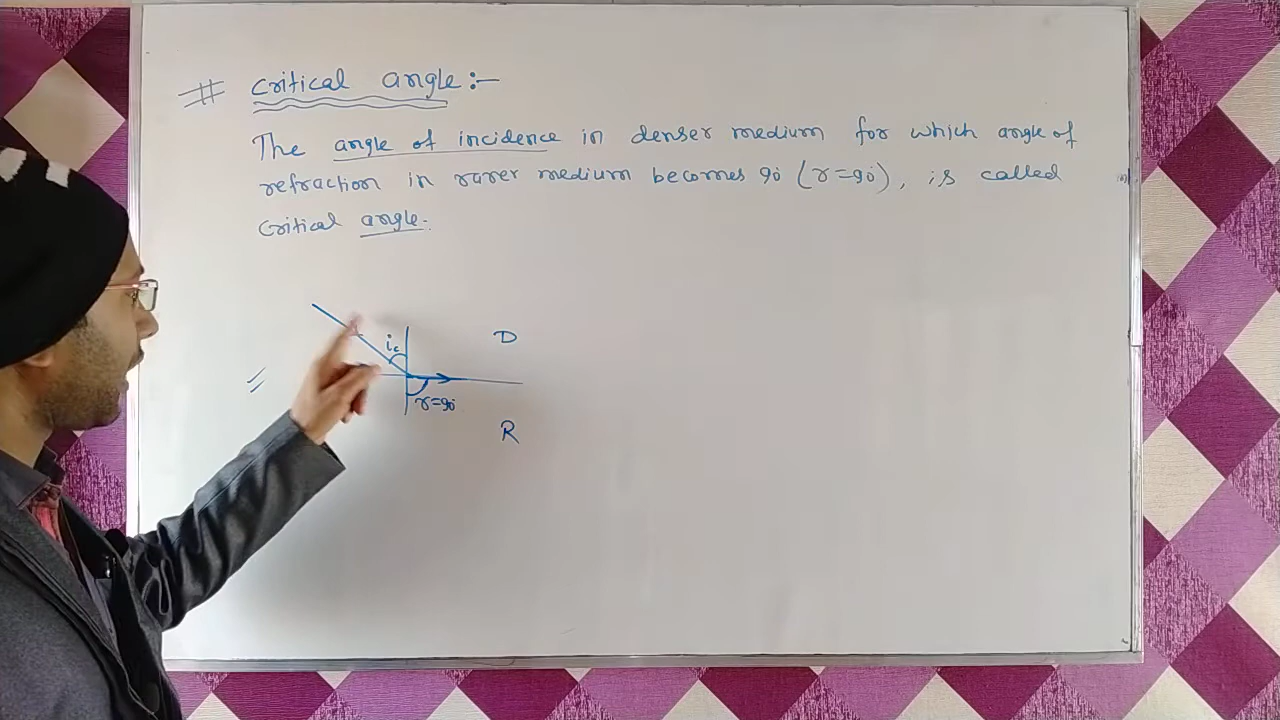 # Critical angle:-
The angle of incidence in denser medium for which angle of
refraction in rarer medium becomes 90° (r=90°), is called
Critical angle.
ic
D
r=90°
R